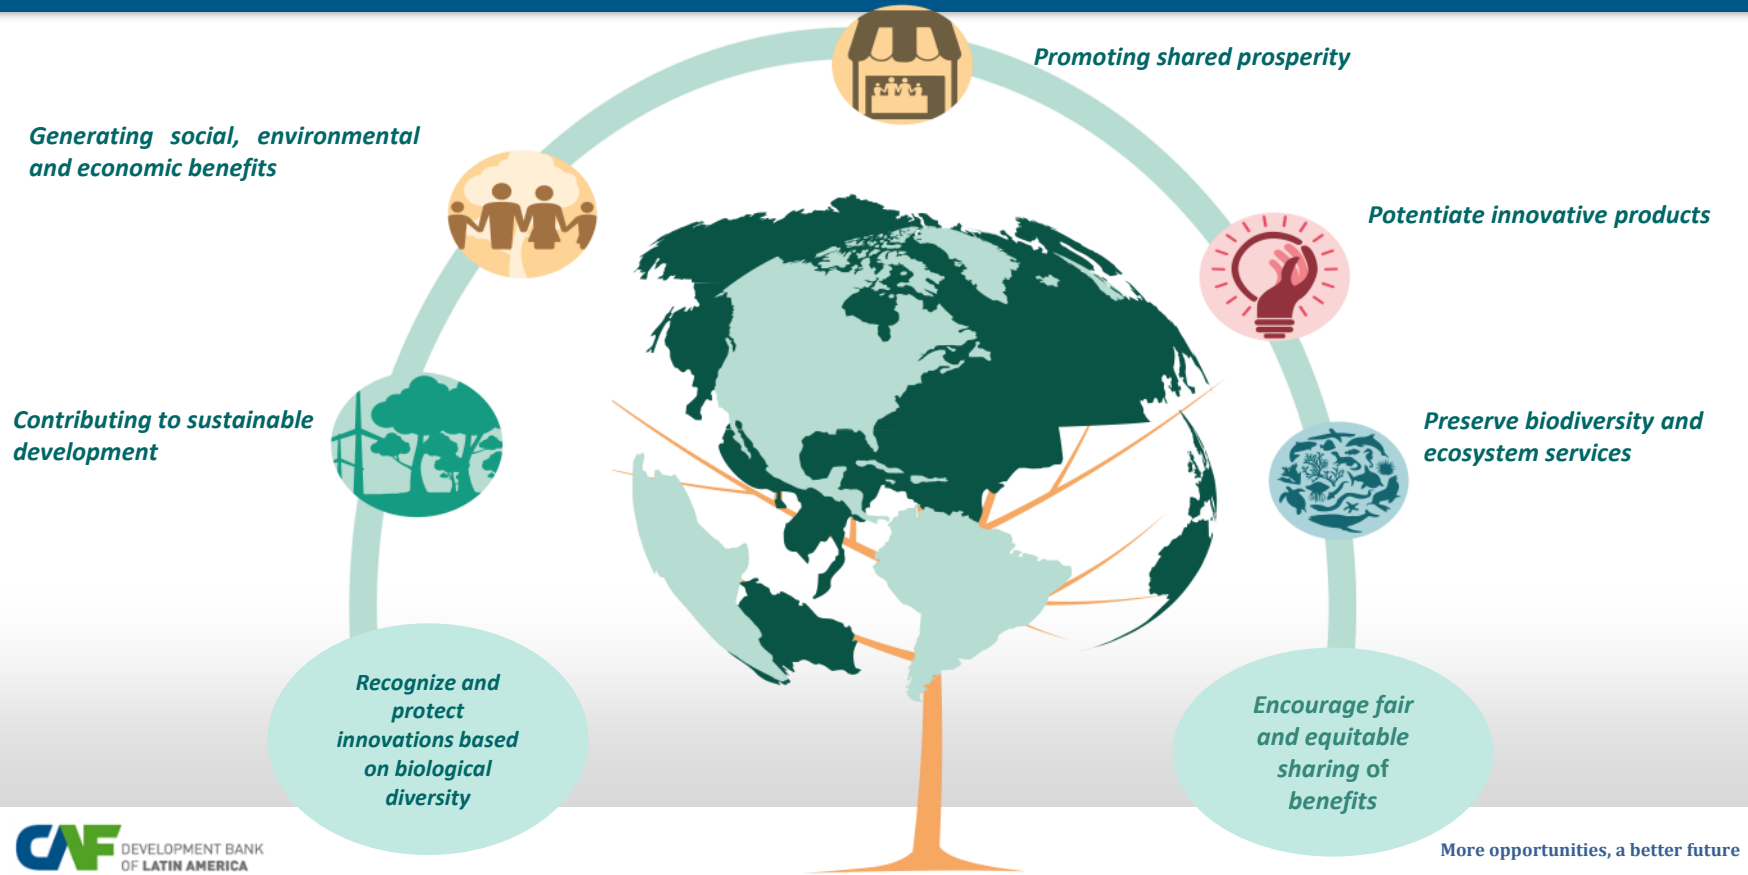 Promoting shared prosperity
Generating social, environmental
and economic benefits
Potentiate innovative products
Contributing to sustainable
development
Preserve biodiversity and
ecosystem services
Recognize and
protect
innovations based
on biological
diversity
Encourage fair
and equitable
sharing of
benefits
CAF DEVELOPMENT BANK
OF LATIN AMERICA
More opportunities, a better future